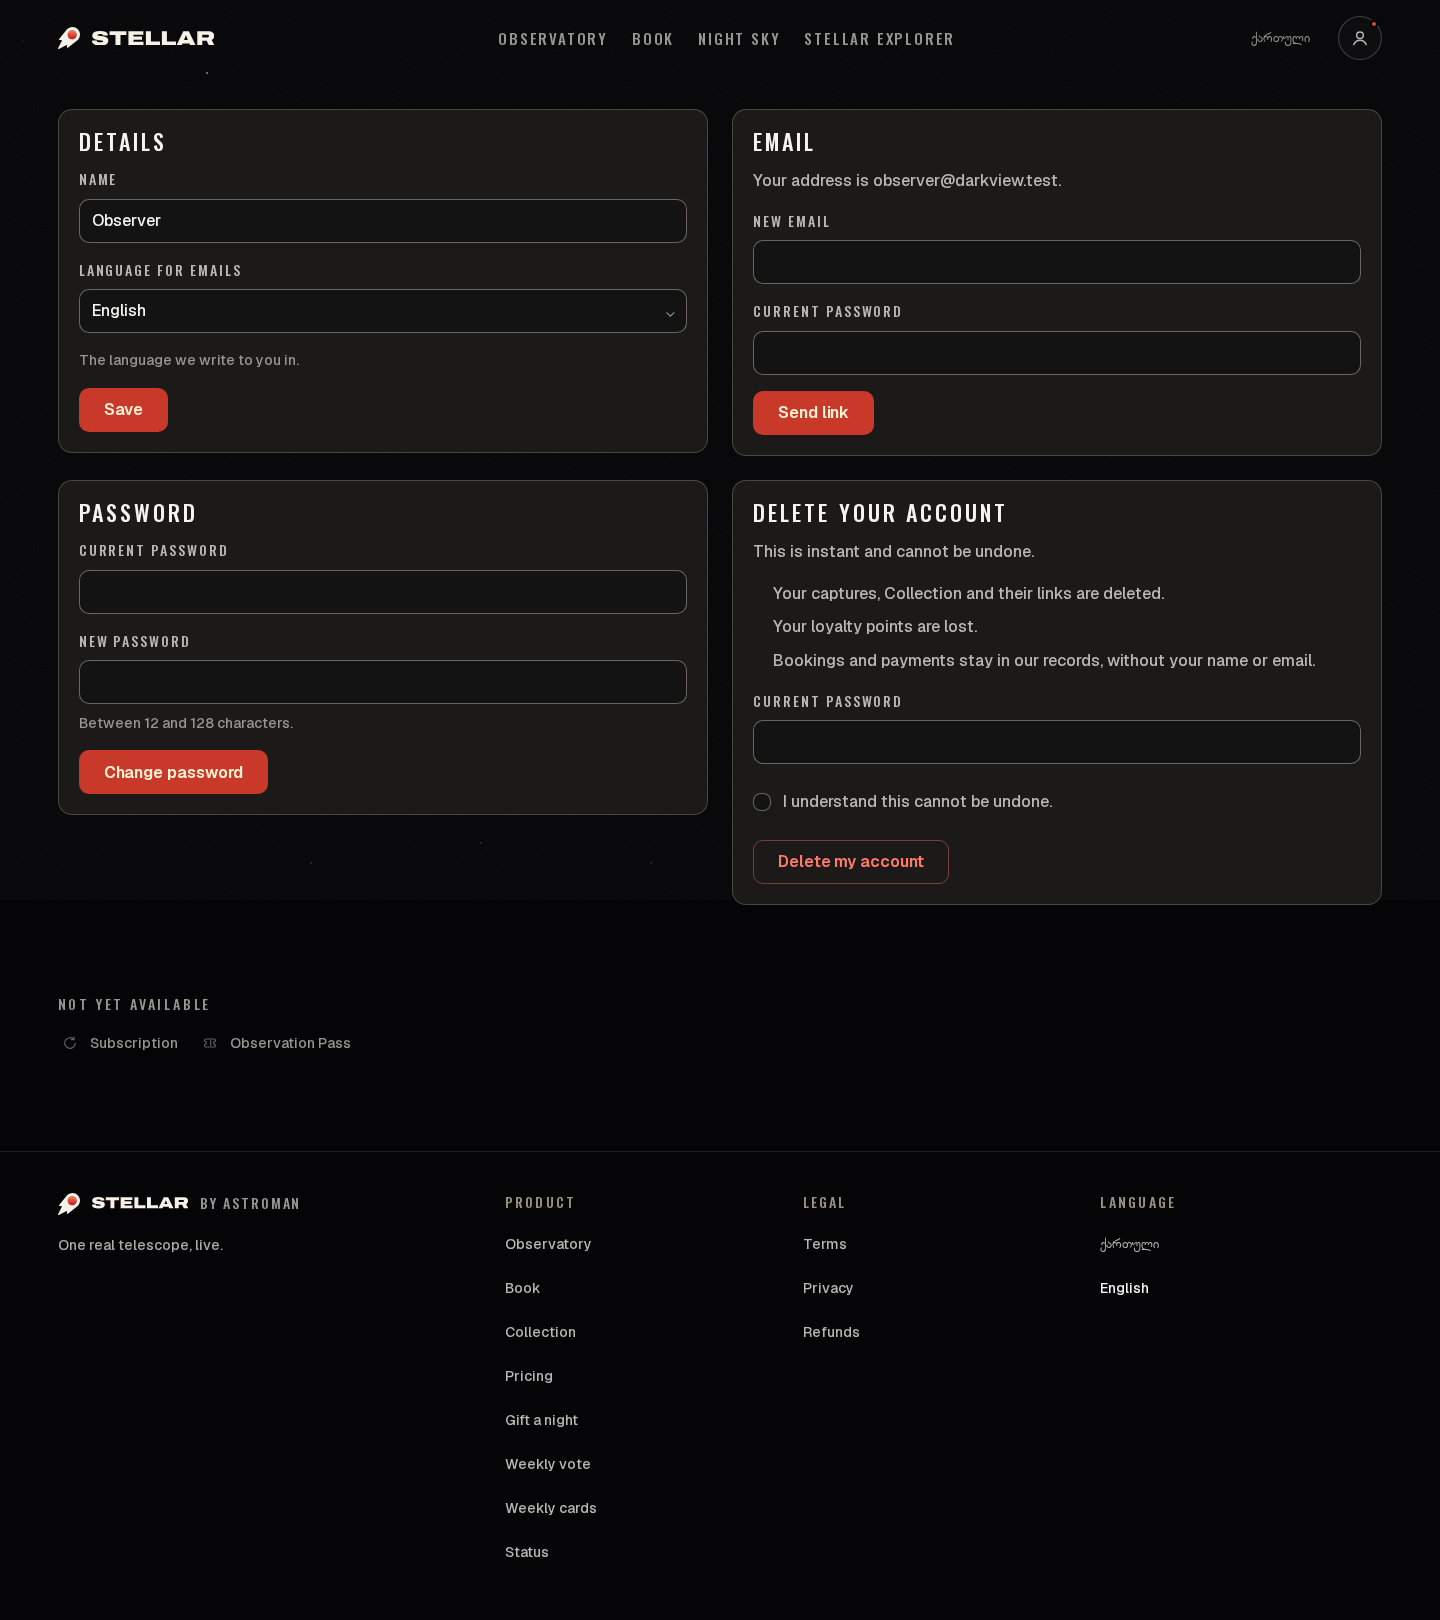 STELLAR
OBSERVATORY
BOOK
NIGHT SKY
STELLAR EXPLORER
ქართული
DETAILS
NAME
Observer
LANGUAGE FOR EMAILS
English
The language we write to you in.
Save
EMAIL
Your address is observer@darkview.test.
NEW EMAIL
CURRENT PASSWORD
Send link
PASSWORD
CURRENT PASSWORD
NEW PASSWORD
Between 12 and 128 characters.
Change password
DELETE YOUR ACCOUNT
This is instant and cannot be undone.
Your captures, Collection and their links are deleted.
Your loyalty points are lost.
Bookings and payments stay in our records, without your name or email.
CURRENT PASSWORD
I understand this cannot be undone.
Delete my account
NOT YET AVAILABLE
Subscription
Observation Pass
STELLAR BY ASTROMAN
One real telescope, live.
PRODUCT
Observatory
Book
Collection
Pricing
Gift a night
Weekly vote
Weekly cards
Status
LEGAL
Terms
Privacy
Refunds
LANGUAGE
ქართული
English